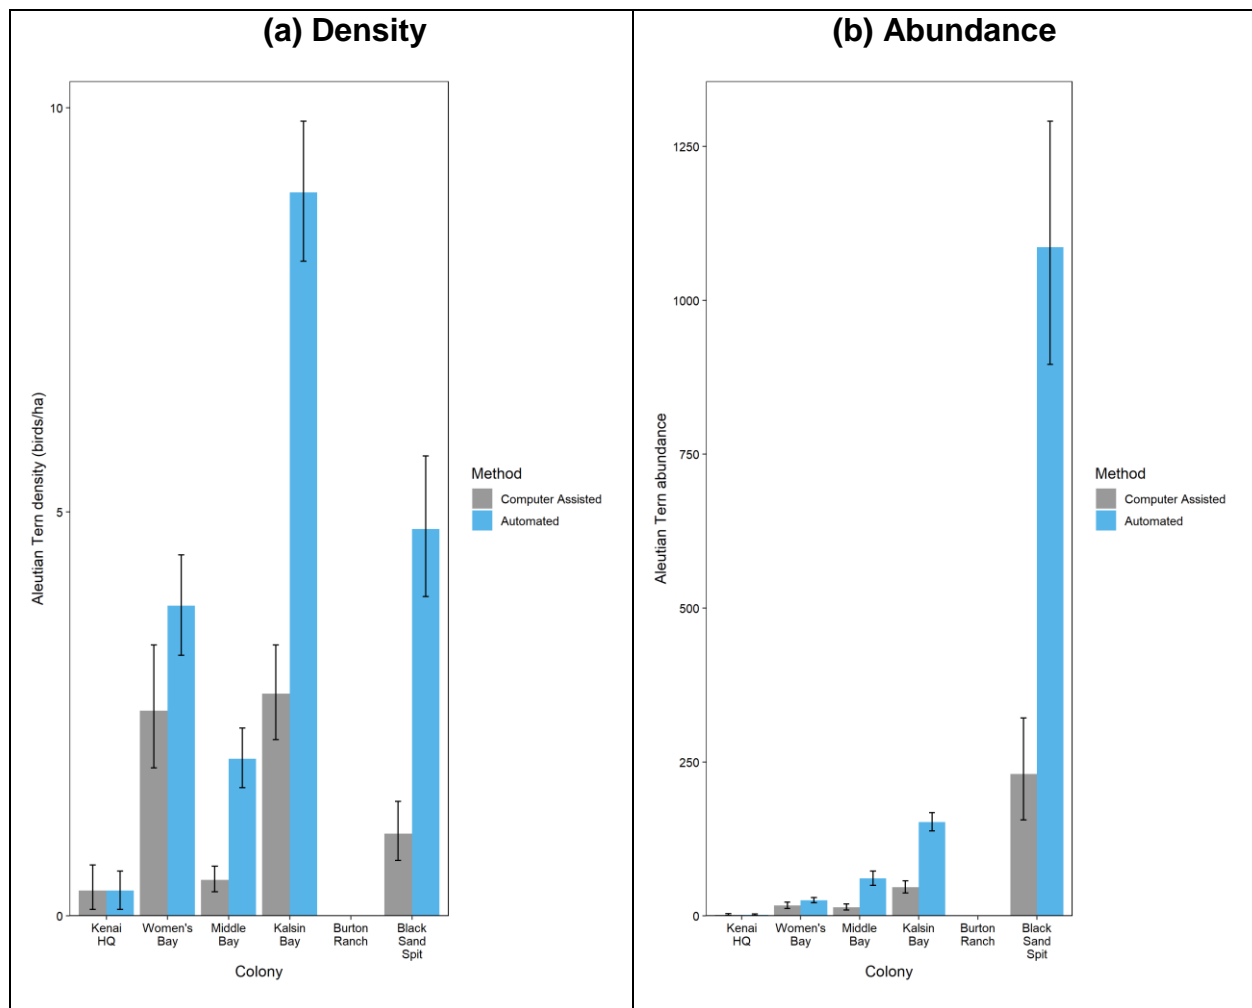 (a) Density
10
5
0
Aleutian Tern density (birds/ha)
Kenai
HQ
Women's
Bay
Middle
Bay
Kalsin
Bay
Burton
Ranch
Black
Sand
Spit
Colony
Method
Computer Assisted
Automated
(b) Abundance
1250
1000
750
500
250
0
Aleutian Tern abundance
Kenai
HQ
Women's
Bay
Middle
Bay
Kalsin
Bay
Burton
Ranch
Black
Sand
Spit
Colony
Method
Computer Assisted
Automated